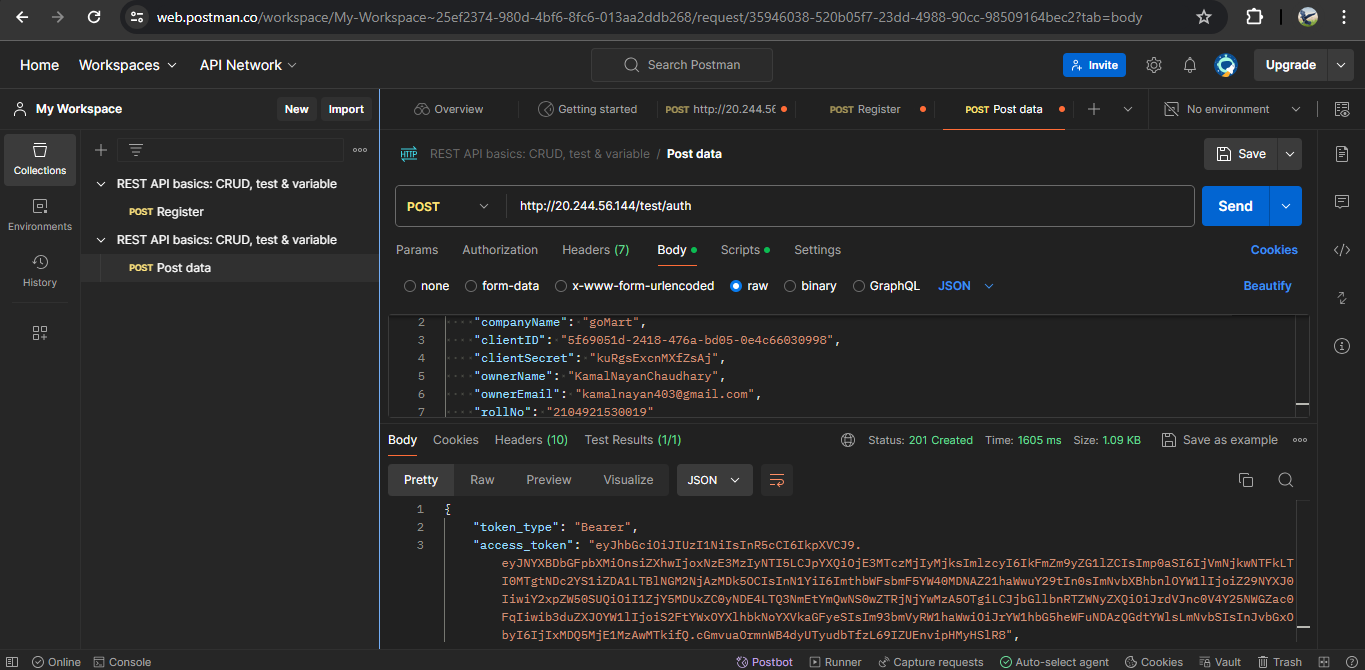 web.postman.co/workspace/My-Workspace~25ef2374-980d-4bf6-8fc6-013aa2ddb268/request/35946038-520b05f7-23dd-4988-90cc-98509164bec2?tab=body
Home Workspaces API Network Search Postman Invite Upgrade
My Workspace New Import
Overview Getting started POST http://20.244.56 POST Register POST Post data No environment
Collections
Environments
History
REST API basics: CRUD, test & variable
POST Register
REST API basics: CRUD, test & variable
POST Post data
HTTP REST API basics: CRUD, test & variable / Post data Save
POST http://20.244.56.144/test/auth Send
Params Authorization Headers (7) Body Scripts Settings Cookies
none form-data x-www-form-urlencoded raw binary GraphQL JSON Beautify
2 "companyName": "goMart",
3 "clientID": "5f69051d-2418-476a-bd05-0e4c66030998",
4 "clientSecret": "kuRgsExcnMXfZsAj",
5 "ownerName": "KamalNayanChaudhary",
6 "ownerEmail": "kamalnayan403@gmail.com",
7 "rollNo": "2104921530019"
Body Cookies Headers (10) Test Results (1/1) Status: 201 Created Time: 1605 ms Size: 1.09 KB Save as example
Pretty Raw Preview Visualize JSON
1 {
2 "token_type": "Bearer",
3 "access_token": "eyJhbGciOiJIUzI1NiIsInR5cCI6IkpXVCJ9.
Online Console Postbot Runner Capture requests Auto-select agent Cookies Vault Trash